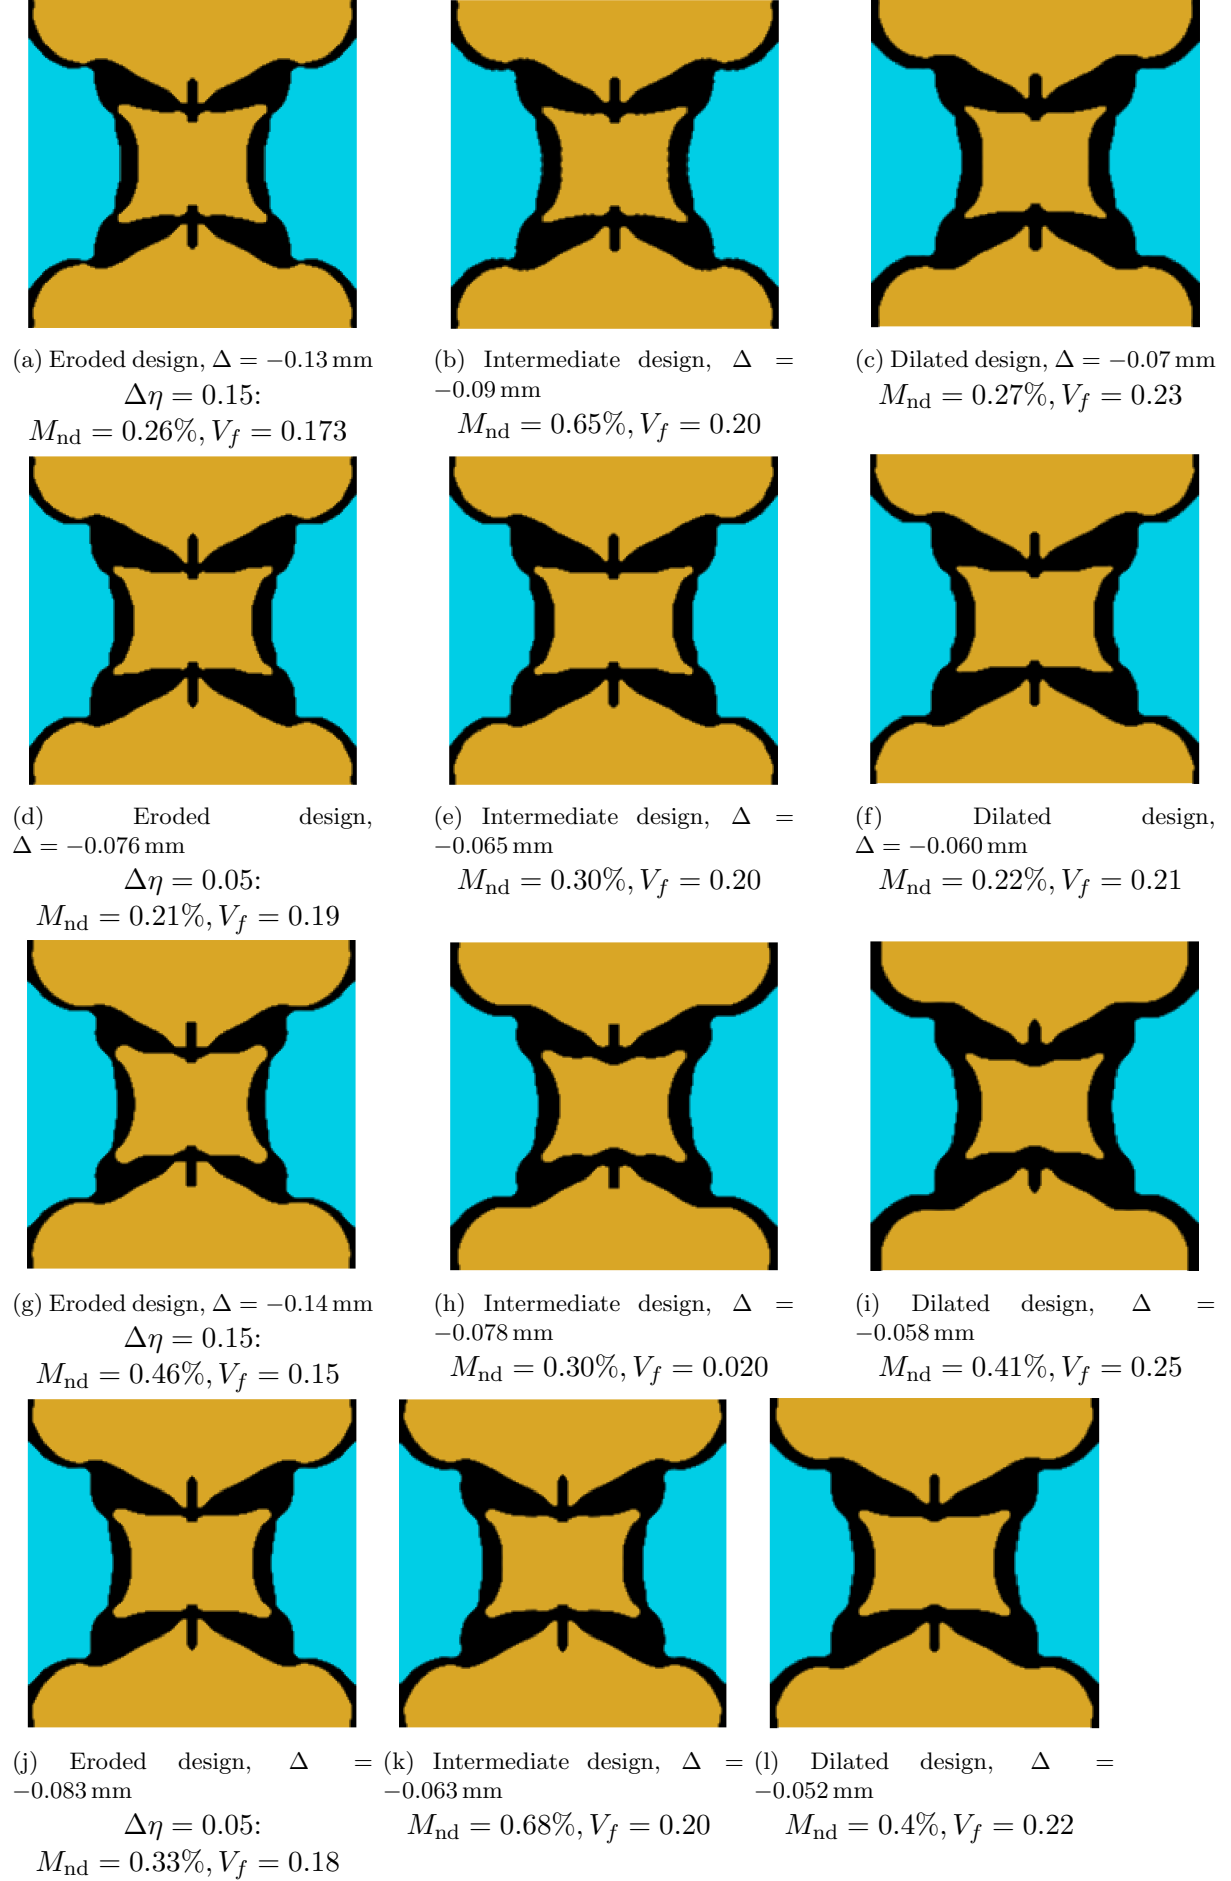 (a) Eroded design, Δ = −0.13 mm
Δη = 0.15:
M_nd = 0.26%, V_f = 0.173
(b) Intermediate design, Δ =
−0.09 mm
M_nd = 0.65%, V_f = 0.20
(c) Dilated design, Δ = −0.07 mm
M_nd = 0.27%, V_f = 0.23
(d) Eroded design,
Δ = −0.076 mm
Δη = 0.05:
M_nd = 0.21%, V_f = 0.19
(e) Intermediate design, Δ =
−0.065 mm
M_nd = 0.30%, V_f = 0.20
(f) Dilated design,
Δ = −0.060 mm
M_nd = 0.22%, V_f = 0.21
(g) Eroded design, Δ = −0.14 mm
Δη = 0.15:
M_nd = 0.46%, V_f = 0.15
(h) Intermediate design, Δ =
−0.078 mm
M_nd = 0.30%, V_f = 0.020
(i) Dilated design, Δ =
−0.058 mm
M_nd = 0.41%, V_f = 0.25
(j) Eroded design, Δ =
−0.083 mm
Δη = 0.05:
M_nd = 0.33%, V_f = 0.18
(k) Intermediate design, Δ =
−0.063 mm
M_nd = 0.68%, V_f = 0.20
(l) Dilated design, Δ =
−0.052 mm
M_nd = 0.4%, V_f = 0.22